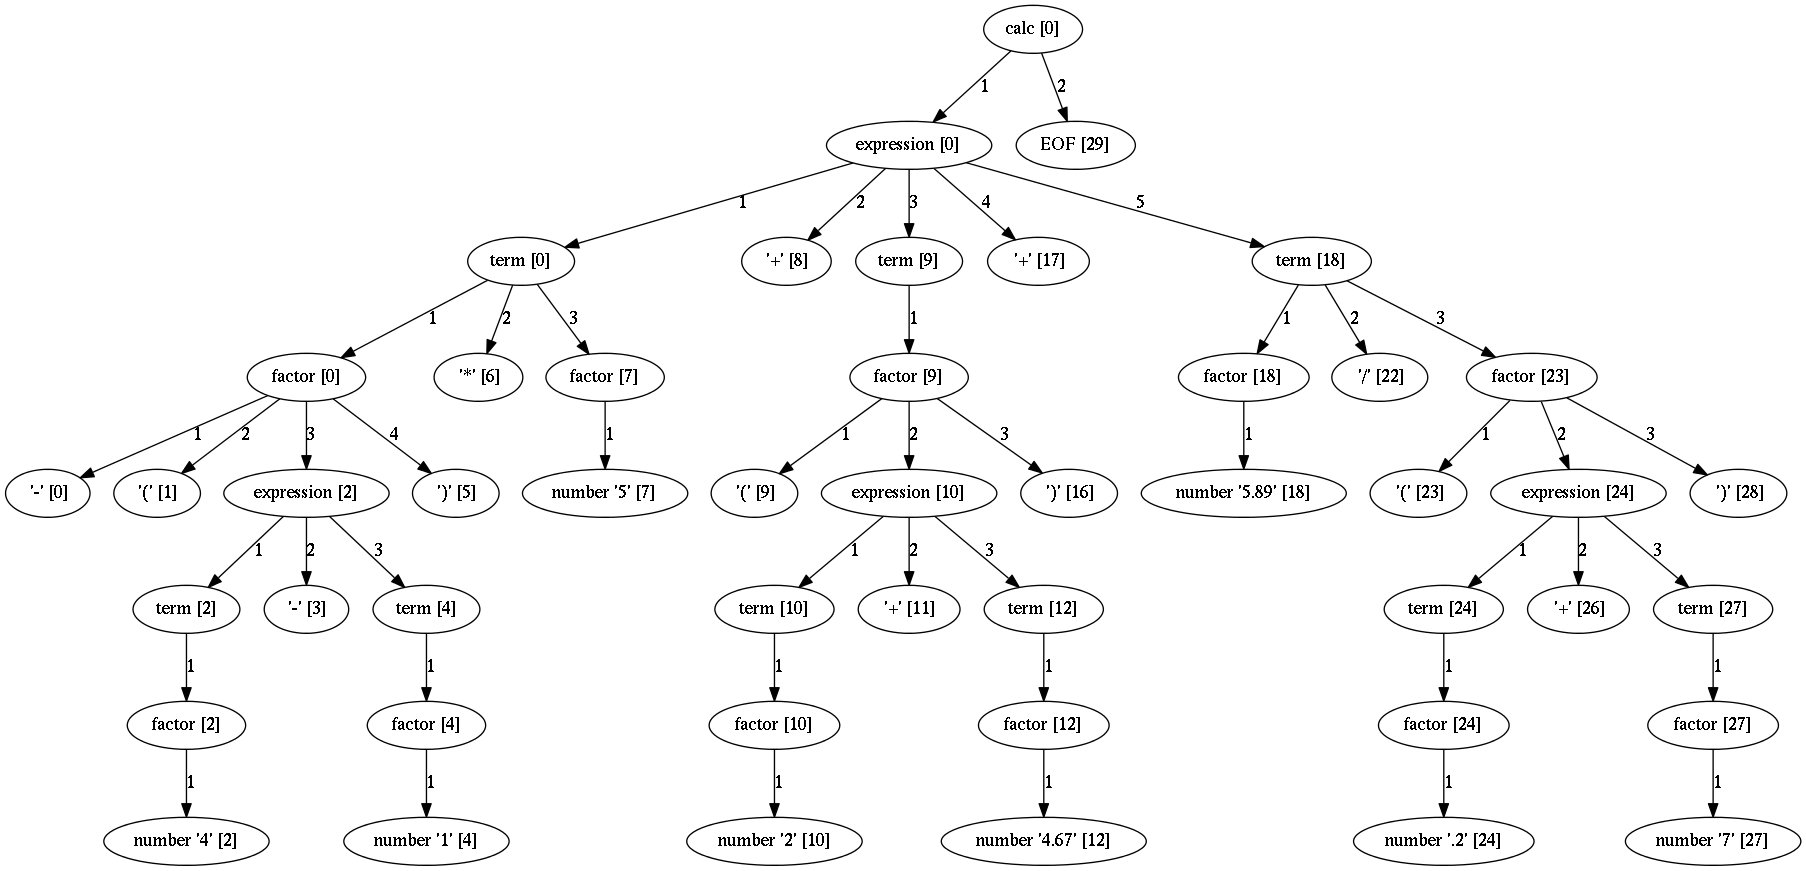 calc [0]
1 2
expression [0] EOF [29]
1 2 3 4 5
term [0] '+' [8] term [9] '+' [17] term [18]
1 2 3 1 1 2 3
factor [0] '*' [6] factor [7] factor [9] factor [18] '/' [22] factor [23]
1 2 3 4 1 1 2 3 1 1 2 3
'-' [0] '(' [1] expression [2] ')' [5] number '5' [7] '(' [9] expression [10] ')' [16] number '5.89' [18] '(' [23] expression [24] ')' [28]
1 2 3 1 2 3 1 2 3
term [2] '-' [3] term [4] term [10] '+' [11] term [12] term [24] '+' [26] term [27]
1 1 1 1 1 1
factor [2] factor [4] factor [10] factor [12] factor [24] factor [27]
1 1 1 1 1 1
number '4' [2] number '1' [4] number '2' [10] number '4.67' [12] number '.2' [24] number '7' [27]